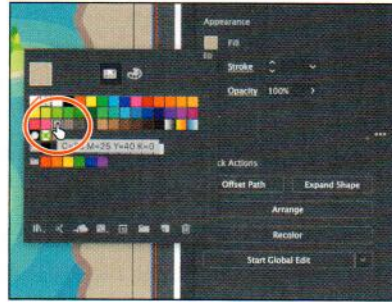 Appearance
Fill
Stroke
Opacity 100%
M=25 Y=40 K=0
ck Actions
Offset Path Expand Shape
Arrange
Recolor
Start Global Edit